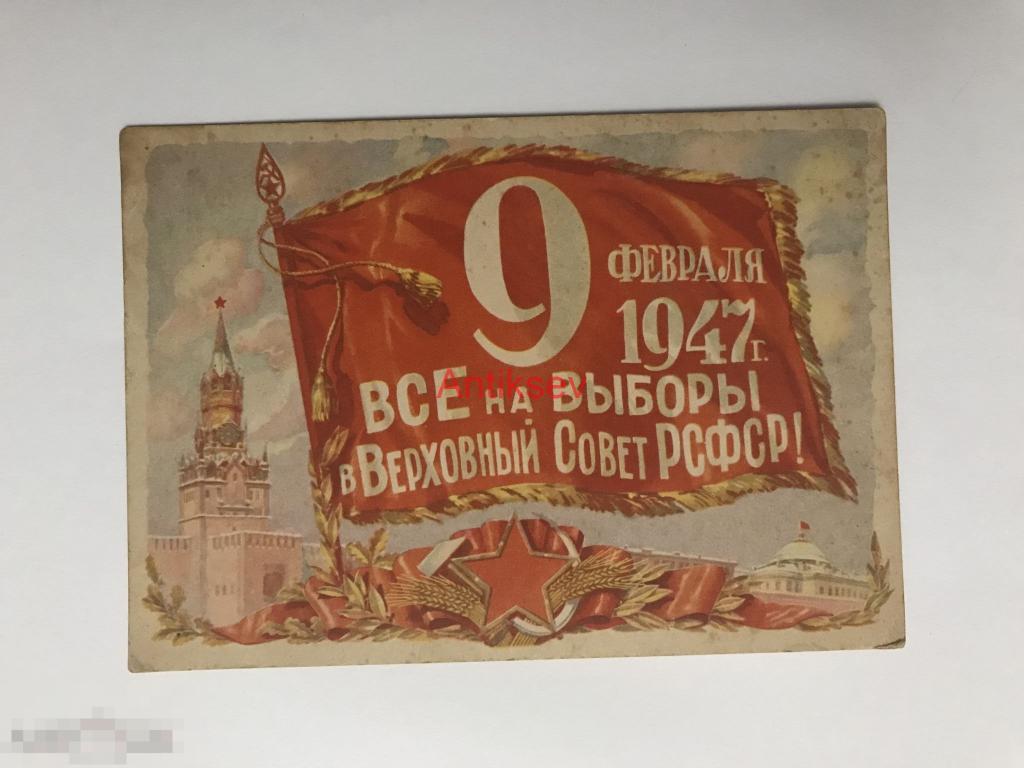 9
ФЕВРАЛЯ
1947 г.
ВСЕ НА ВЫБОРЫ
В ВЕРХОВНЫЙ СОВЕТ РСФСР!
Antiksev